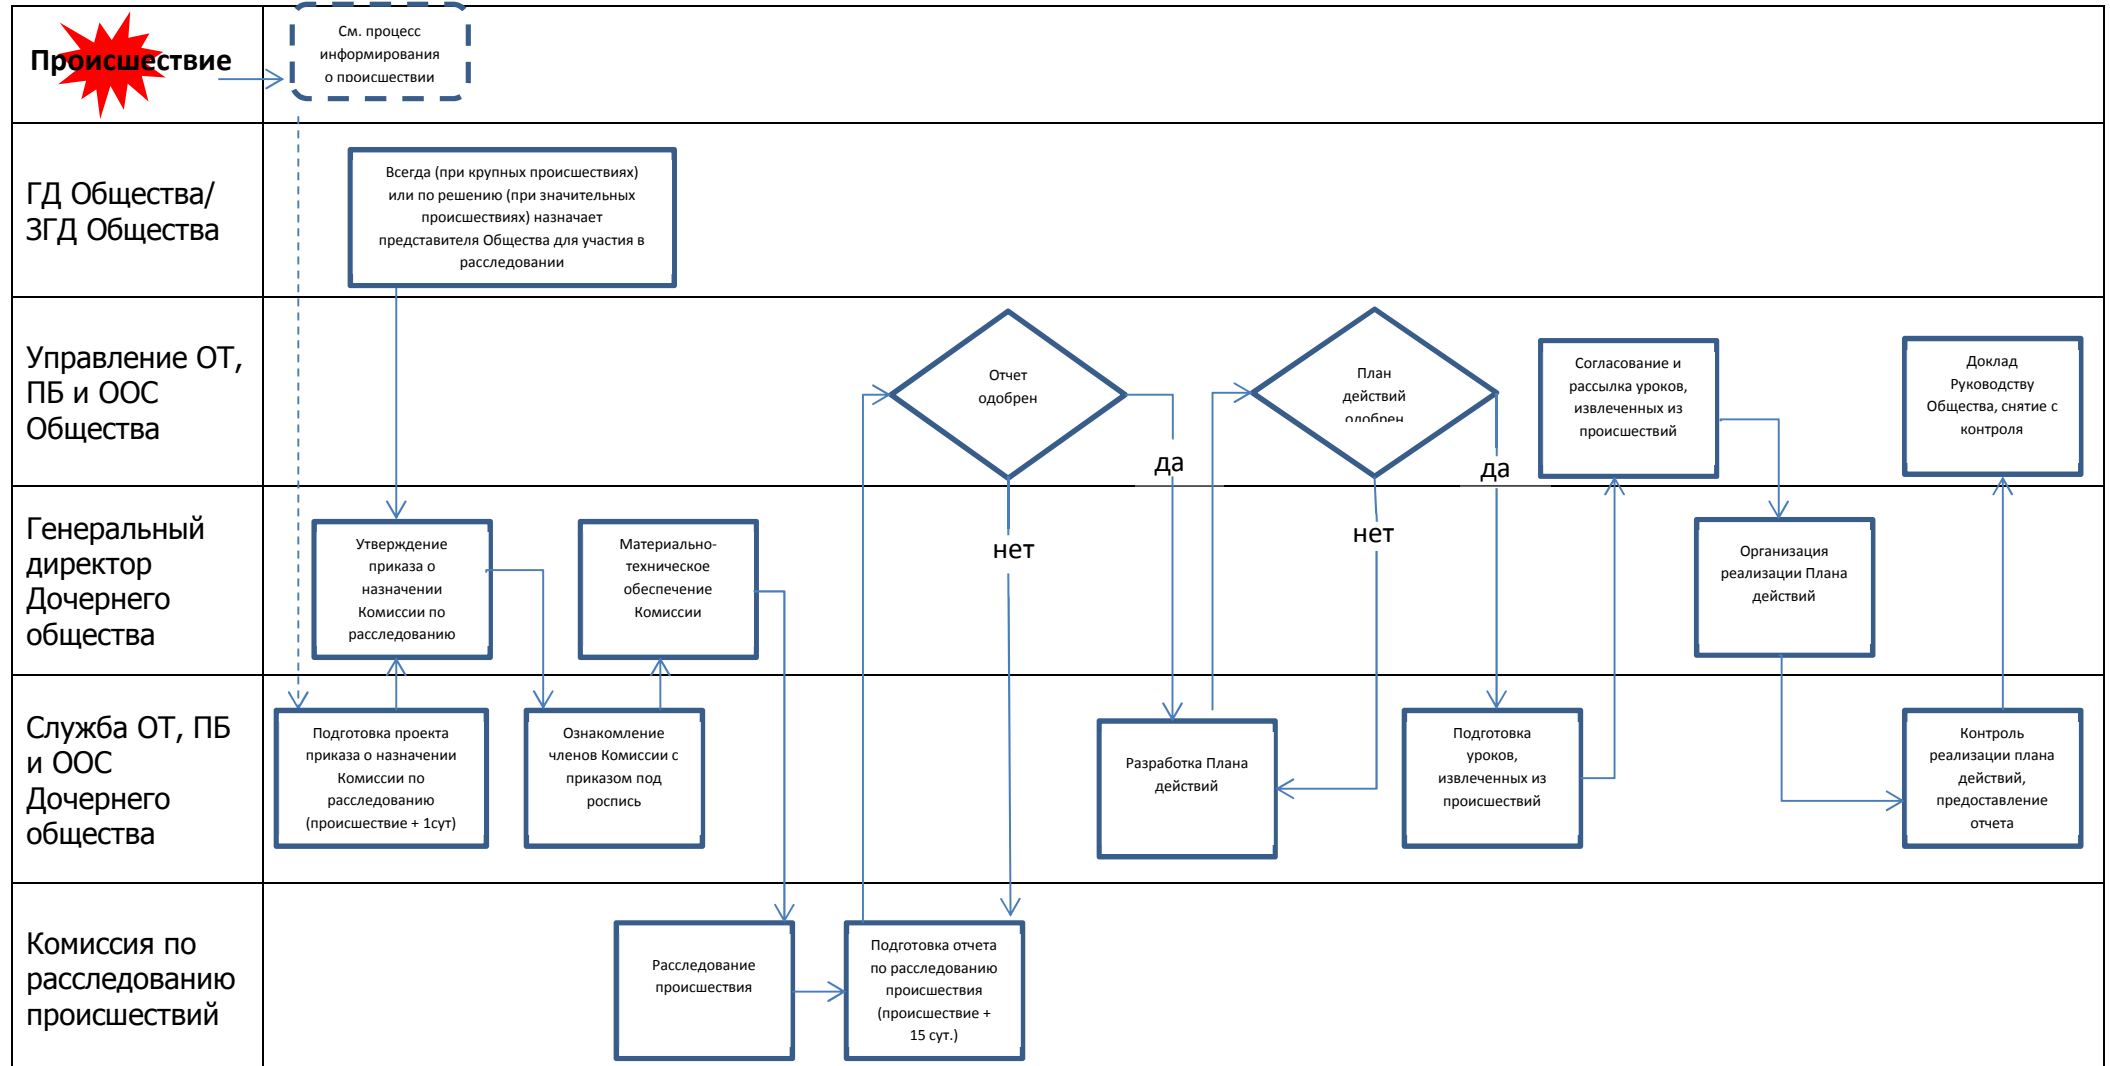 Происшествие
См. процесс
информирования
о происшествии
ГД Общества/
ЗГД Общества
Всегда (при крупных происшествиях)
или по решению (при значительных
происшествиях) назначает
представителя Общества для участия в
расследовании
Управление ОТ,
ПБ и ООС
Общества
Отчет
одобрен
да
нет
План
действий
одобрен
да
нет
Согласование и
рассылка уроков,
извлеченных из
происшествий
Доклад
Руководству
Общества, снятие с
контроля
Генеральный
директор
Дочернего
общества
Утверждение
приказа о
назначении
Комиссии по
расследованию
Материально-
техническое
обеспечение
Комиссии
Организация
реализации Плана
действий
Служба ОТ, ПБ
и ООС
Дочернего
общества
Подготовка проекта
приказа о назначении
Комиссии по
расследованию
(происшествие + 1сут)
Ознакомление
членов Комиссии с
приказом под
роспись
Разработка Плана
действий
Подготовка
уроков,
извлеченных из
происшествий
Контроль
реализации плана
действий,
предоставление
отчета
Комиссия по
расследованию
происшествий
Расследование
происшествия
Подготовка отчета
по расследованию
происшествия
(происшествие +
15 сут.)